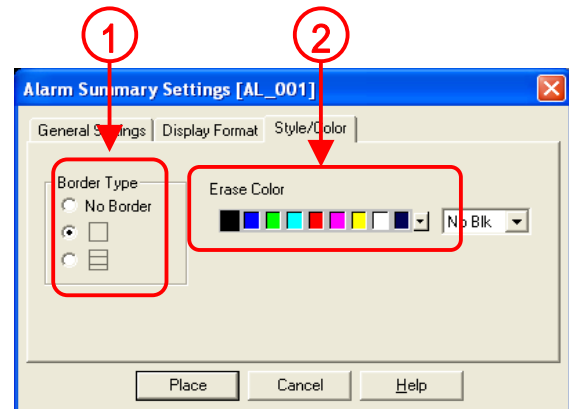 1 2
Alarm Summary Settings [AL_001]
General Settings Display Format Style/Color
Border Type
Erase Color
No Border
No Blk
Place Cancel Help